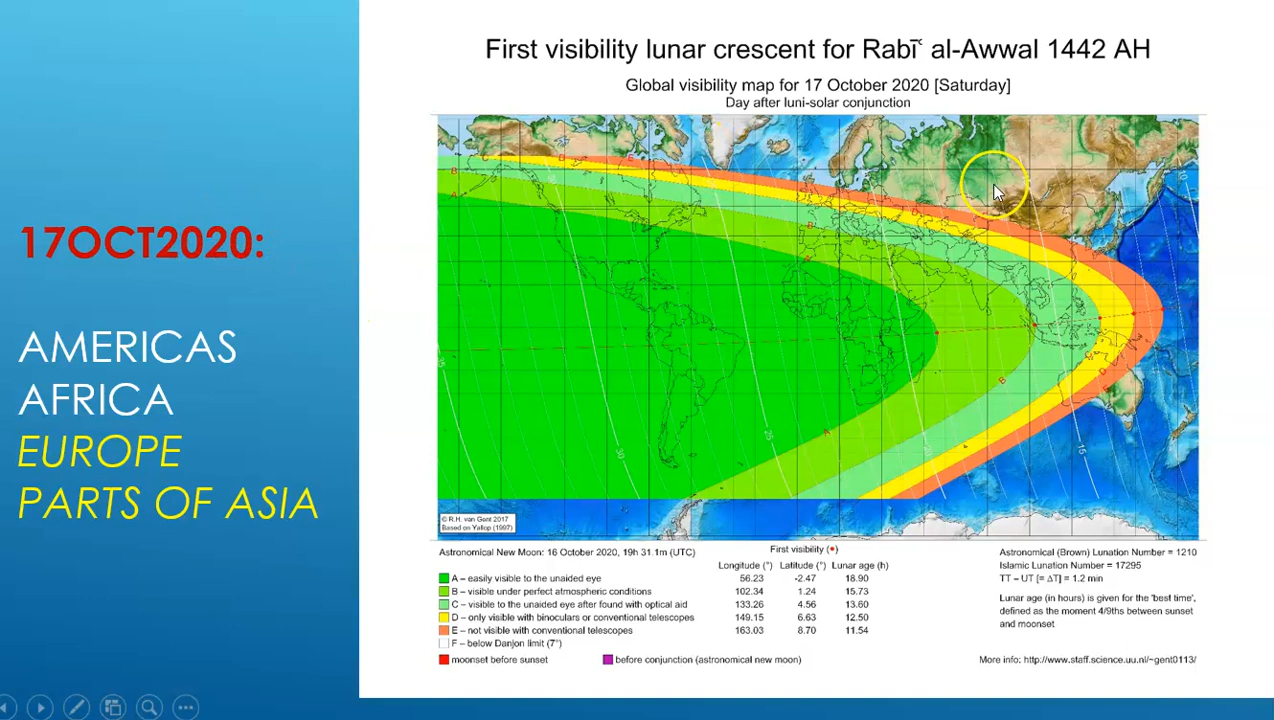 17OCT2020:
AMERICAS
AFRICA
EUROPE
PARTS OF ASIA
First visibility lunar crescent for Rabīʿ al-Awwal 1442 AH
Global visibility map for 17 October 2020 [Saturday]
Day after luni-solar conjunction
© R.H. van Gent 2017
Based on Yallop (1997)
Astronomical New Moon: 16 October 2020, 19h 31.1m (UTC)
First visibility (•)
Longitude (°) Latitude (°) Lunar age (h)
A – easily visible to the unaided eye 56.23 -2.47 18.90
B – visible under perfect atmospheric conditions 102.34 1.24 15.73
C – visible to the unaided eye after found with optical aid 133.26 4.56 13.60
D – only visible with binoculars or conventional telescopes 149.15 6.63 12.50
E – not visible with conventional telescopes 163.03 8.70 11.54
F – below Danjon limit (7°)
moonset before sunset
before conjunction (astronomical new moon)
Astronomical (Brown) Lunation Number = 1210
Islamic Lunation Number = 17295
TT – UT [= ΔT] = 1.2 min
Lunar age (in hours) is given for the 'best time',
defined as the moment 4/9ths between sunset
and moonset
More info: http://www.staff.science.uu.nl/~gent0113/